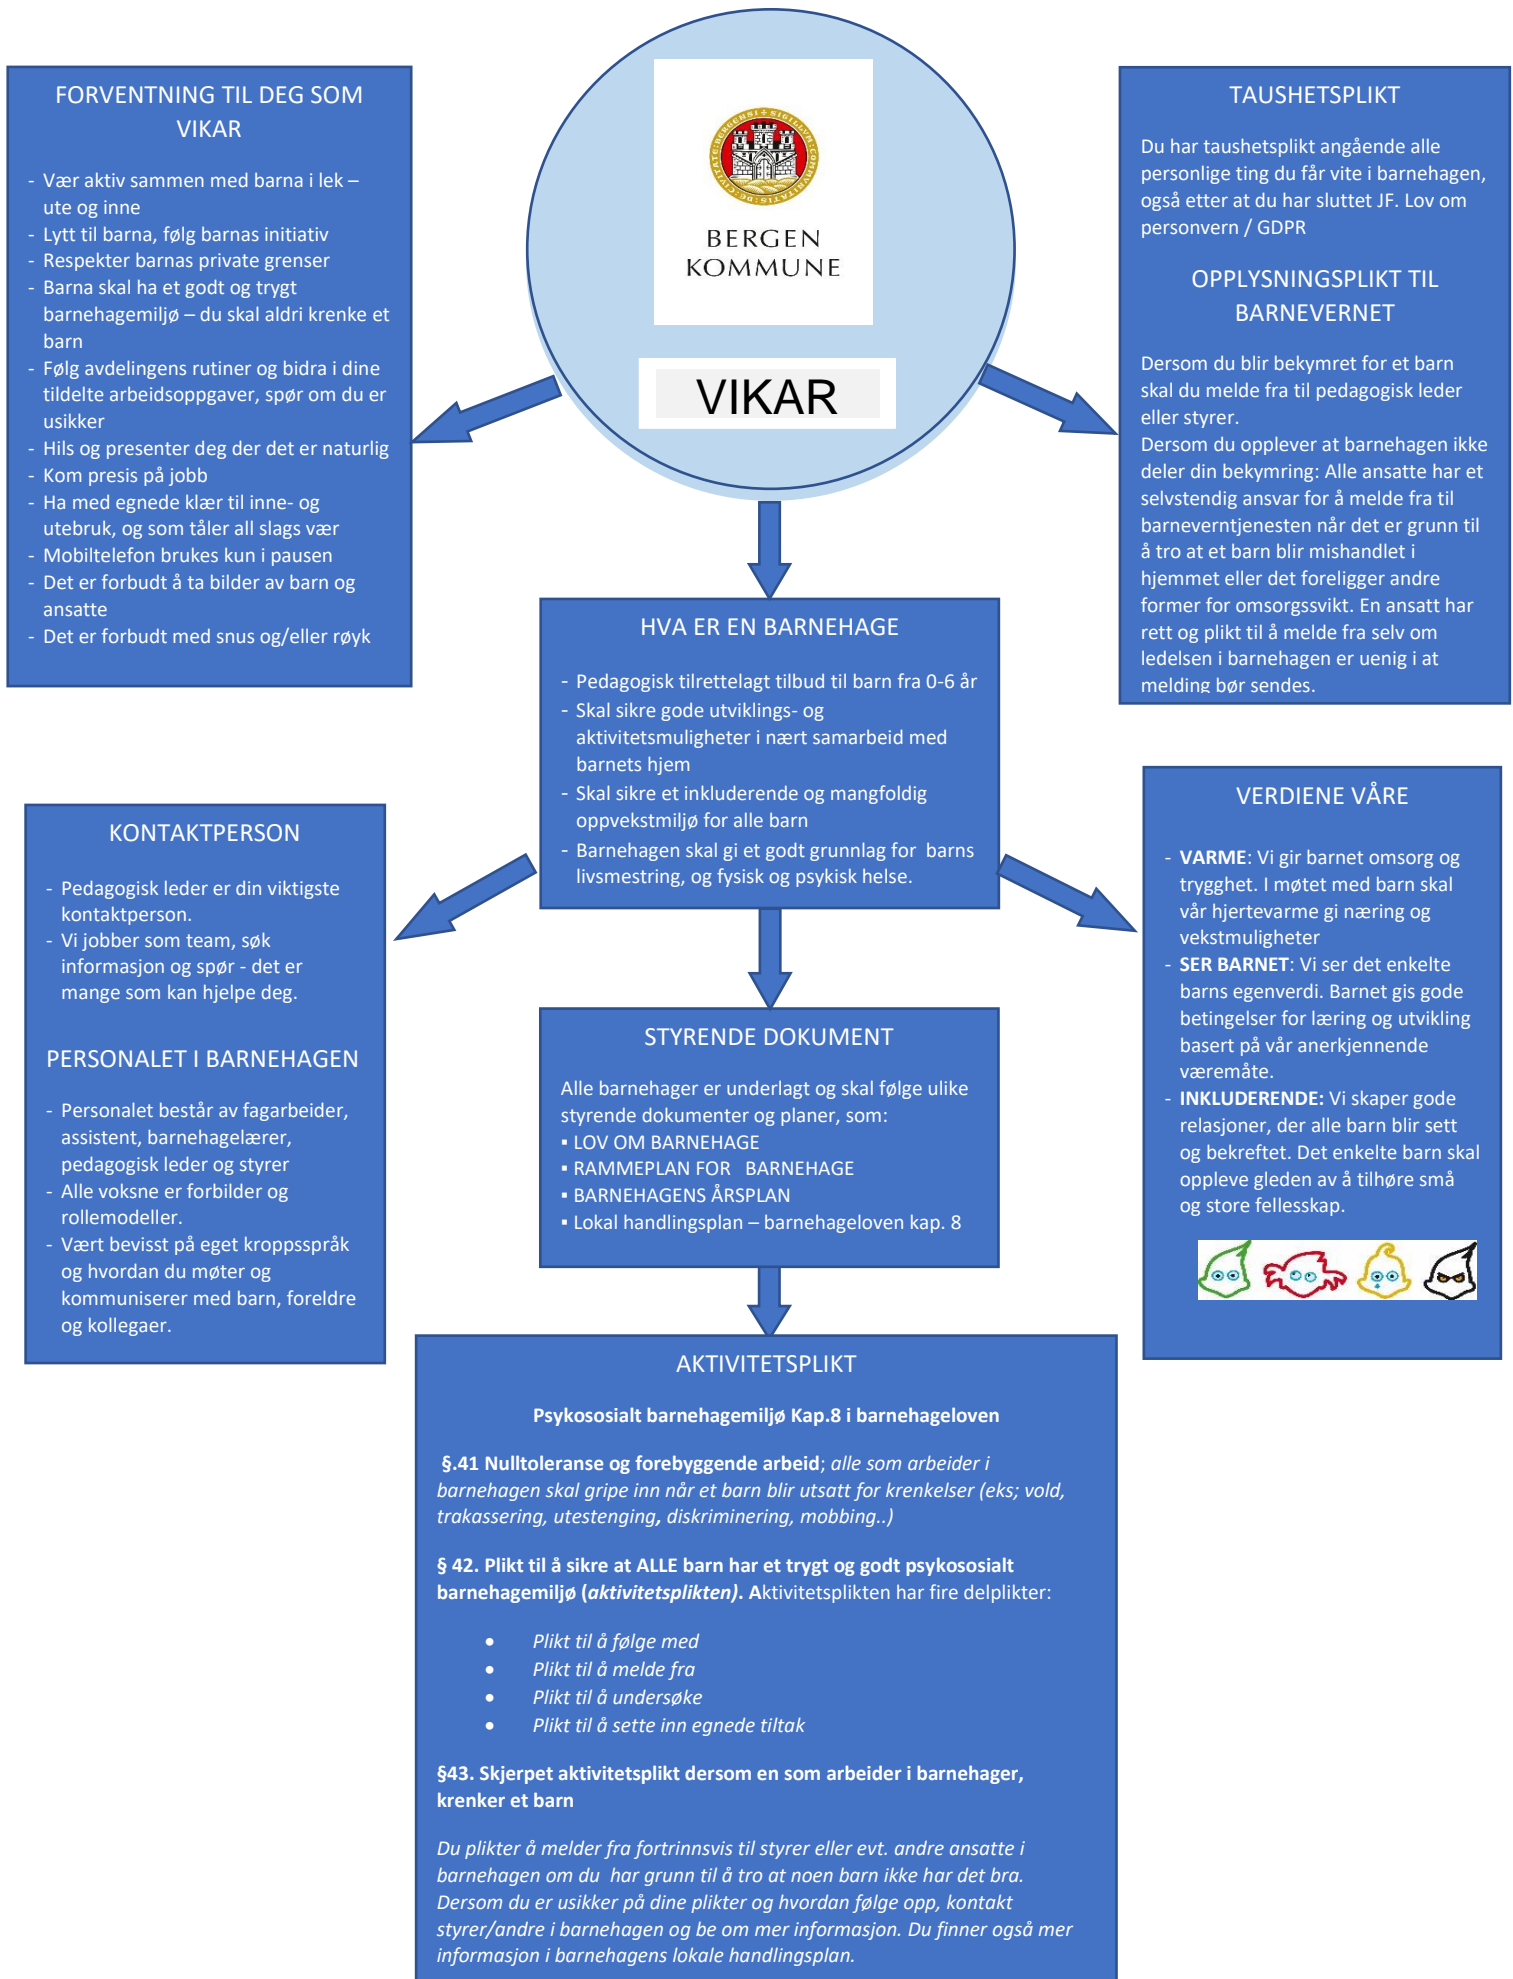 BERGEN
KOMMUNE
VIKAR
FORVENTNING TIL DEG SOM
VIKAR
- Vær aktiv sammen med barna i lek –
ute og inne
- Lytt til barna, følg barnas initiativ
- Respekter barnas private grenser
- Barna skal ha et godt og trygt
barnehagemiljø – du skal aldri krenke et
barn
- Følg avdelingens rutiner og bidra i dine
tildelte arbeidsoppgaver, spør om du er
usikker
- Hils og presenter deg der det er naturlig
- Kom presis på jobb
- Ha med egnede klær til inne- og
utebruk, og som tåler all slags vær
- Mobiltelefon brukes kun i pausen
- Det er forbudt å ta bilder av barn og
ansatte
- Det er forbudt med snus og/eller røyk
TAUSHETSPLIKT
Du har taushetsplikt angående alle
personlige ting du får vite i barnehagen,
også etter at du har sluttet JF. Lov om
personvern / GDPR
OPPLYSNINGSPLIKT TIL
BARNEVERNET
Dersom du blir bekymret for et barn
skal du melde fra til pedagogisk leder
eller styrer.
Dersom du opplever at barnehagen ikke
deler din bekymring: Alle ansatte har et
selvstendig ansvar for å melde fra til
barneverntjenesten når det er grunn til
å tro at et barn blir mishandlet i
hjemmet eller det foreligger andre
former for omsorgssvikt. En ansatt har
rett og plikt til å melde fra selv om
ledelsen i barnehagen er uenig i at
melding bør sendes.
HVA ER EN BARNEHAGE
- Pedagogisk tilrettelagt tilbud til barn fra 0-6 år
- Skal sikre gode utviklings- og
aktivitetsmuligheter i nært samarbeid med
barnets hjem
- Skal sikre et inkluderende og mangfoldig
oppvekstmiljø for alle barn
- Barnehagen skal gi et godt grunnlag for  barns
livsmestring, og fysisk og psykisk helse.
KONTAKTPERSON
- Pedagogisk leder er din viktigste
kontaktperson.
- Vi jobber som team, søk
informasjon og spør - det er
mange som kan hjelpe deg.
PERSONALET I BARNEHAGEN
- Personalet består av fagarbeider,
assistent, barnehagelærer,
pedagogisk leder og styrer
- Alle voksne er forbilder og
rollemodeller.
- Vært bevisst på eget kroppsspråk
og hvordan du møter og
kommuniserer med barn, foreldre
og kollegaer.
VERDIENE VÅRE
- VARME: Vi gir barnet omsorg og
trygghet. I møtet med barn skal
vår hjertevarme gi næring og
vekstmuligheter
- SER BARNET: Vi ser det enkelte
barns egenverdi. Barnet gis gode
betingelser for læring og utvikling
basert på vår anerkjennende
væremåte.
- INKLUDERENDE: Vi skaper gode
relasjoner, der alle barn blir sett
og bekreftet. Det enkelte barn skal
oppleve gleden av å tilhøre små
og store fellesskap.
STYRENDE DOKUMENT
Alle barnehager er underlagt og skal følge ulike
styrende dokumenter og planer, som:
▪ LOV OM BARNEHAGE
▪ RAMMEPLAN FOR   BARNEHAGE
▪ BARNEHAGENS ÅRSPLAN
▪ Lokal handlingsplan – barnehageloven kap. 8
AKTIVITETSPLIKT
Psykososialt barnehagemiljø Kap.8 i barnehageloven
§.41 Nulltoleranse og forebyggende arbeid; alle som arbeider i
barnehagen skal gripe inn når et barn blir utsatt for krenkelser (eks; vold,
trakassering, utestenging, diskriminering, mobbing..)
§ 42. Plikt til å sikre at ALLE barn har et trygt og godt psykososialt
barnehagemiljø (aktivitetsplikten). Aktivitetsplikten har fire delplikter:
• Plikt til å følge med
• Plikt til å melde fra
• Plikt til å undersøke
• Plikt til å sette inn egnede tiltak
§43. Skjerpet aktivitetsplikt dersom en som arbeider i barnehager,
krenker et barn
Du plikter å melder fra fortrinnsvis til styrer eller evt. andre ansatte i
barnehagen om du  har grunn til å tro at noen barn ikke har det bra.
Dersom du er usikker på dine plikter og hvordan følge opp, kontakt
styrer/andre i barnehagen og be om mer informasjon. Du finner også mer
informasjon i barnehagens lokale handlingsplan.